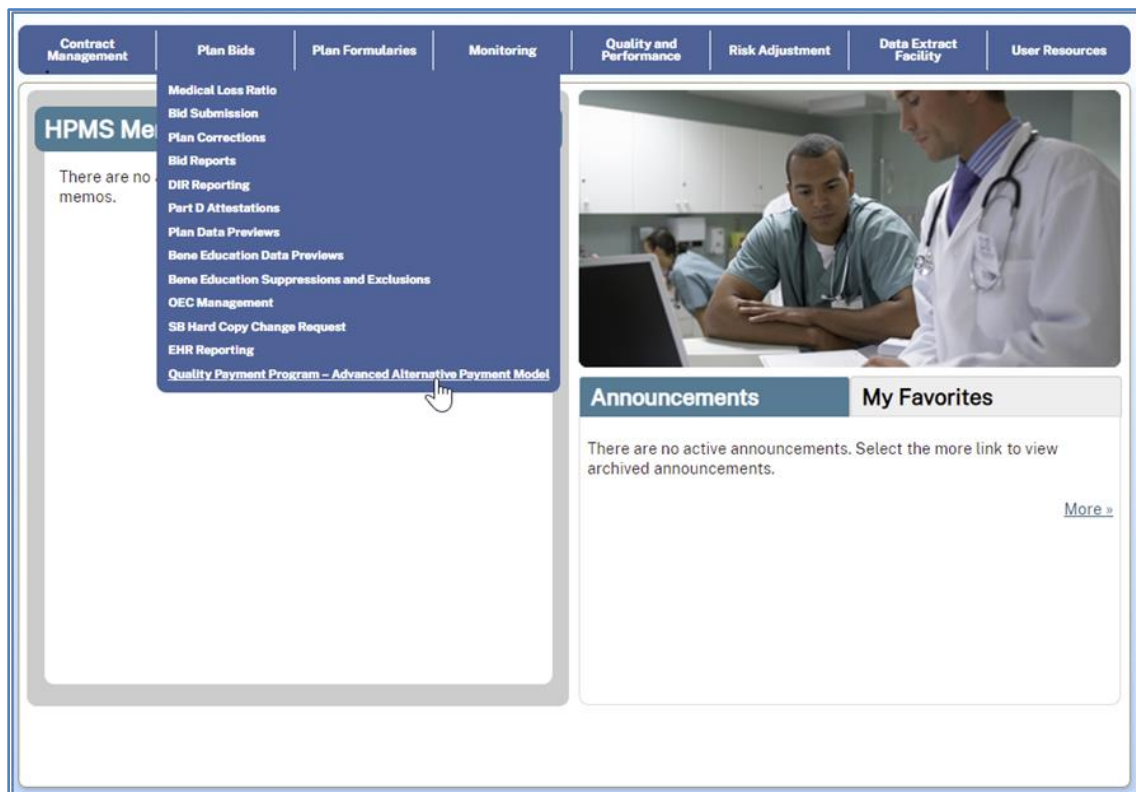 Contract Management
Plan Bids
Plan Formularies
Monitoring
Quality and Performance
Risk Adjustment
Data Extract Facility
User Resources
Medical Loss Ratio
Bid Submission
Plan Corrections
Bid Reports
DIR Reporting
Part D Attestations
Plan Data Previews
Bene Education Data Previews
Bene Education Suppressions and Exclusions
OEC Management
SB Hard Copy Change Request
EHR Reporting
Quality Payment Program – Advanced Alternative Payment Model
HPMS Me
There are no
memos.
Announcements
My Favorites
There are no active announcements. Select the more link to view
archived announcements.
More »